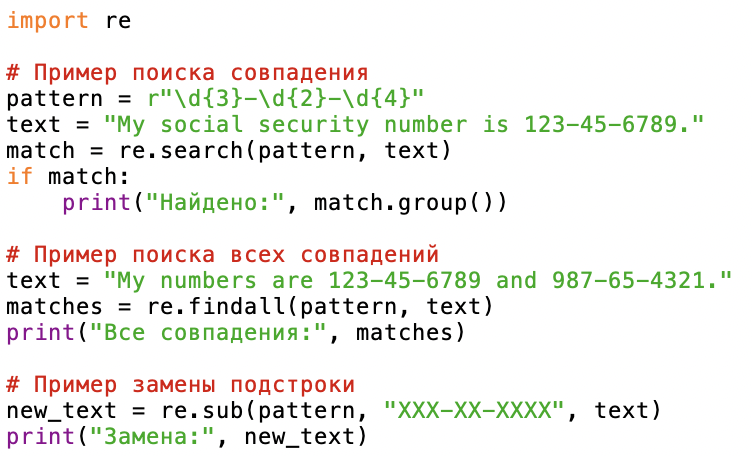 import re

# Пример поиска совпадения
pattern = r"\d{3}-\d{2}-\d{4}"
text = "My social security number is 123-45-6789."
match = re.search(pattern, text)
if match:
    print("Найдено:", match.group())

# Пример поиска всех совпадений
text = "My numbers are 123-45-6789 and 987-65-4321."
matches = re.findall(pattern, text)
print("Все совпадения:", matches)

# Пример замены подстроки
new_text = re.sub(pattern, "XXX-XX-XXXX", text)
print("Замена:", new_text)